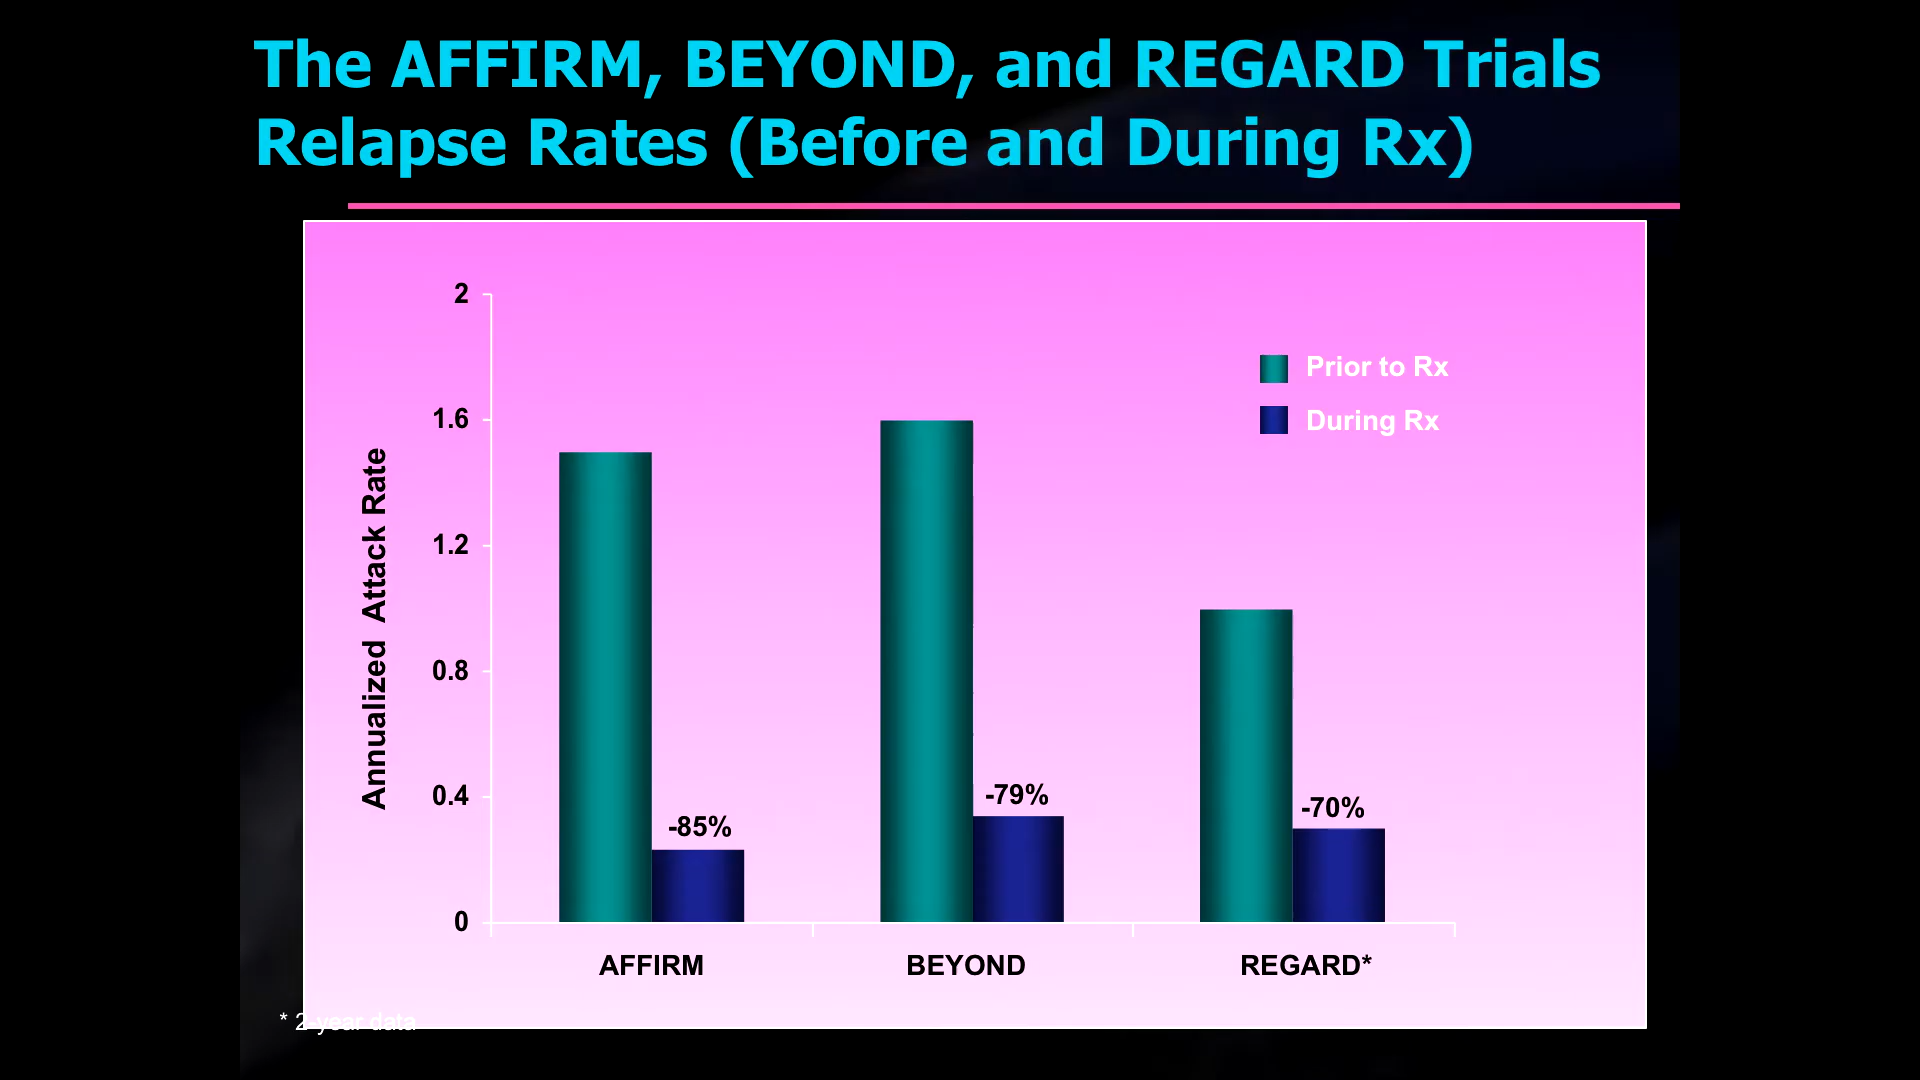 The AFFIRM, BEYOND, and REGARD Trials
Relapse Rates (Before and During Rx)
2
1.6
1.2
0.8
0.4
0
Annualized Attack Rate
Prior to Rx
During Rx
-85%
-79%
-70%
AFFIRM
BEYOND
REGARD*
* 2-year data